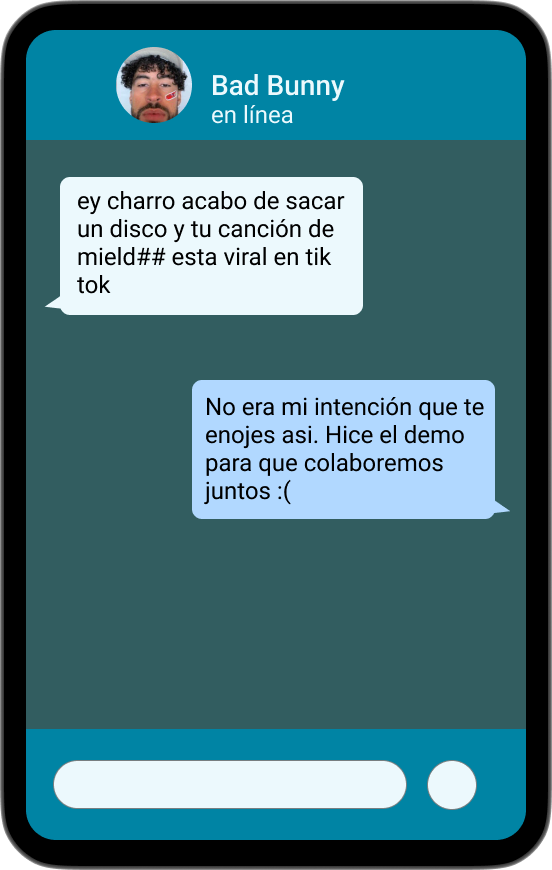 Bad Bunny
en línea
ey charro acabo de sacar
un disco y tu canción de
mield## esta viral en tik
tok
No era mi intención que te
enojes asi. Hice el demo
para que colaboremos
juntos :(